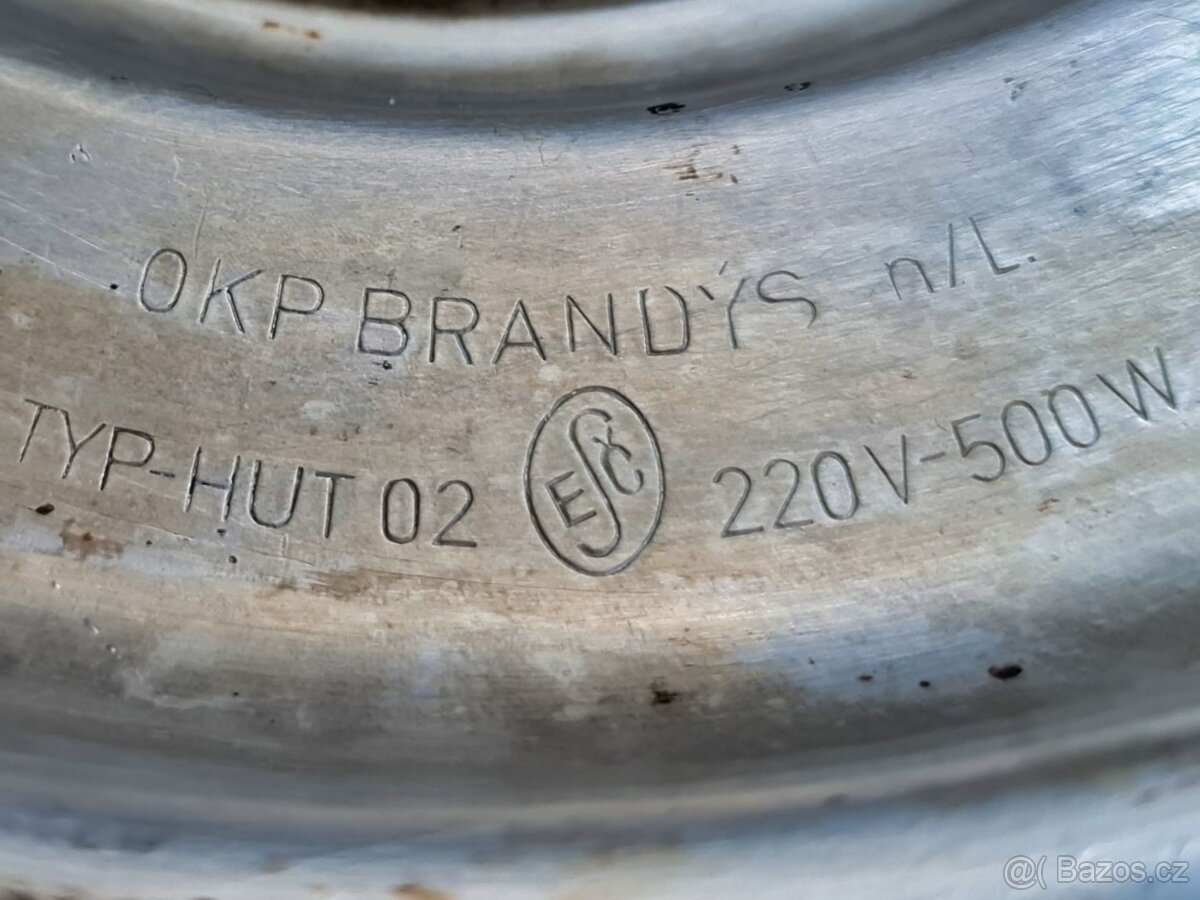 OKP BRANDÝS n/L.
TYP-HUT 02 ESČ 220V-500W
@( Bazos.cz